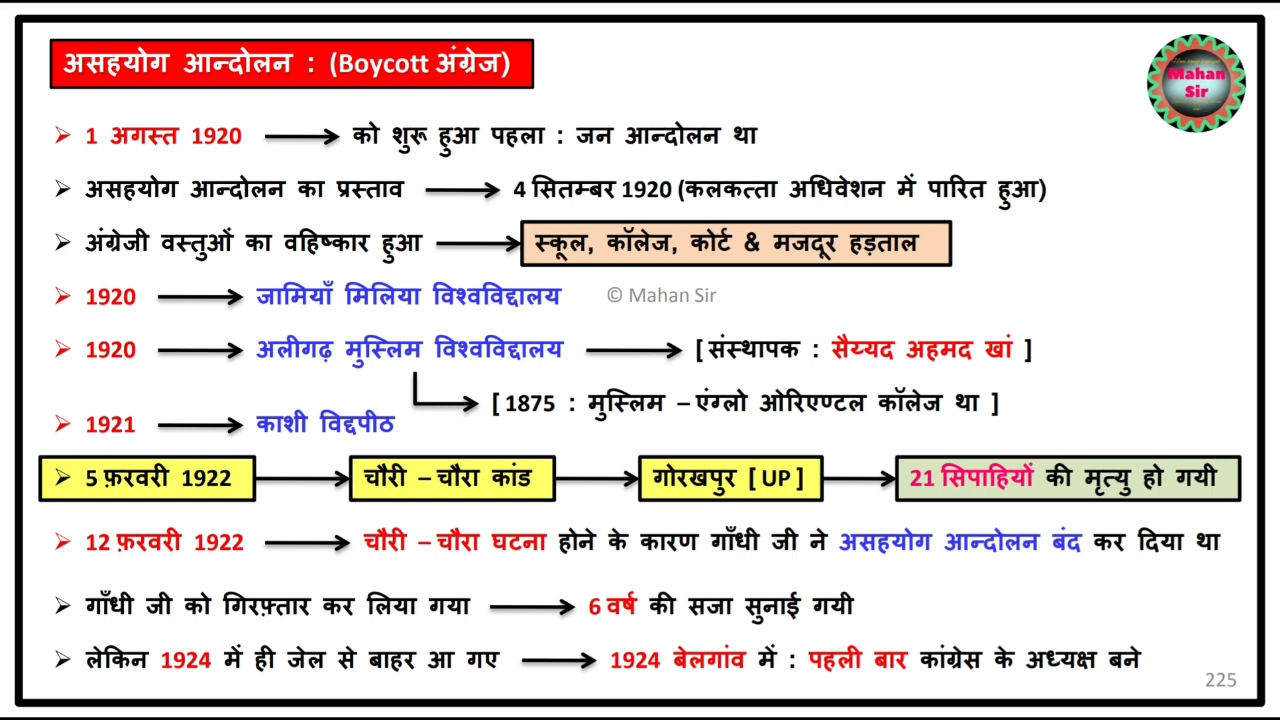 असहयोग आन्दोलन : (Boycott अंग्रेज)
Mahan
Sir
➢ 1 अगस्त 1920 → को शुरू हुआ पहला : जन आन्दोलन था
➢ असहयोग आन्दोलन का प्रस्ताव → 4 सितम्बर 1920 (कलकत्ता अधिवेशन में पारित हुआ)
➢ अंग्रेजी वस्तुओं का वहिष्कार हुआ → स्कूल, कॉलेज, कोर्ट & मजदूर हड़ताल
➢ 1920 → जामियाँ मिलिया विश्वविद्दालय © Mahan Sir
➢ 1920 → अलीगढ़ मुस्लिम विश्वविद्दालय → [ संस्थापक : सैय्यद अहमद खां ]
[ 1875 : मुस्लिम – एंग्लो ओरिएण्टल कॉलेज था ]
➢ 1921 → काशी विद्दपीठ
➢ 5 फ़रवरी 1922 → चौरी – चौरा कांड → गोरखपुर [ UP ] → 21 सिपाहियों की मृत्यु हो गयी
➢ 12 फ़रवरी 1922 → चौरी – चौरा घटना होने के कारण गाँधी जी ने असहयोग आन्दोलन बंद कर दिया था
➢ गाँधी जी को गिरफ़्तार कर लिया गया → 6 वर्ष की सजा सुनाई गयी
➢ लेकिन 1924 में ही जेल से बाहर आ गए → 1924 बेलगांव में : पहली बार कांग्रेस के अध्यक्ष बने
225